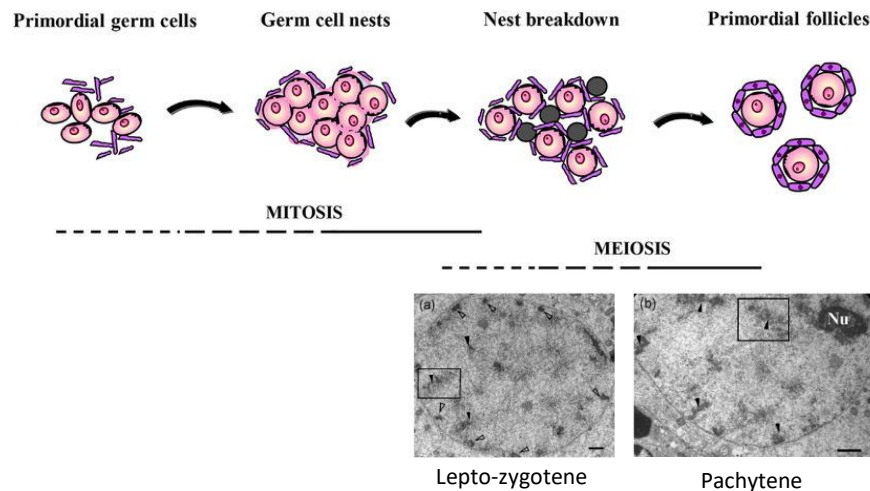 Primordial germ cells Germ cell nests Nest breakdown Primordial follicles
MITOSIS
MEIOSIS
(a) (b)
Nu
Lepto-zygotene Pachytene